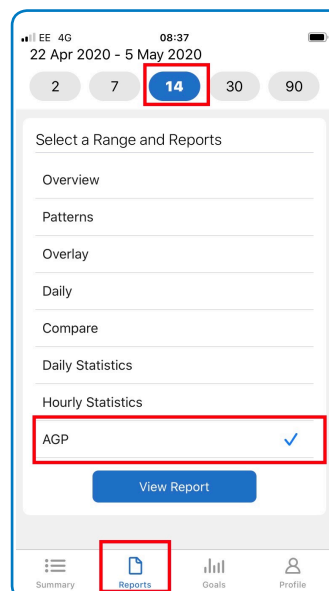 EE 4G 08:37
22 Apr 2020 - 5 May 2020
2 7 14 30 90
Select a Range and Reports
Overview
Patterns
Overlay
Daily
Compare
Daily Statistics
Hourly Statistics
AGP
View Report
Summary Reports Goals Profile